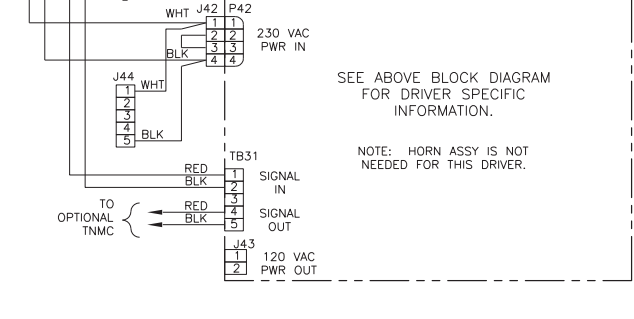 WHT J42 P42
1 1
2 2
3 3
BLK 4 4
230 VAC
PWR IN
J44
1 WHT
2
3
4
5 BLK
SEE ABOVE BLOCK DIAGRAM
FOR DRIVER SPECIFIC
INFORMATION.
NOTE: HORN ASSY IS NOT
NEEDED FOR THIS DRIVER.
TB31
RED 1
BLK 2
3
RED 4
BLK 5
SIGNAL
IN
SIGNAL
OUT
TO
OPTIONAL
TNMC
J43
1 120 VAC
2 PWR OUT